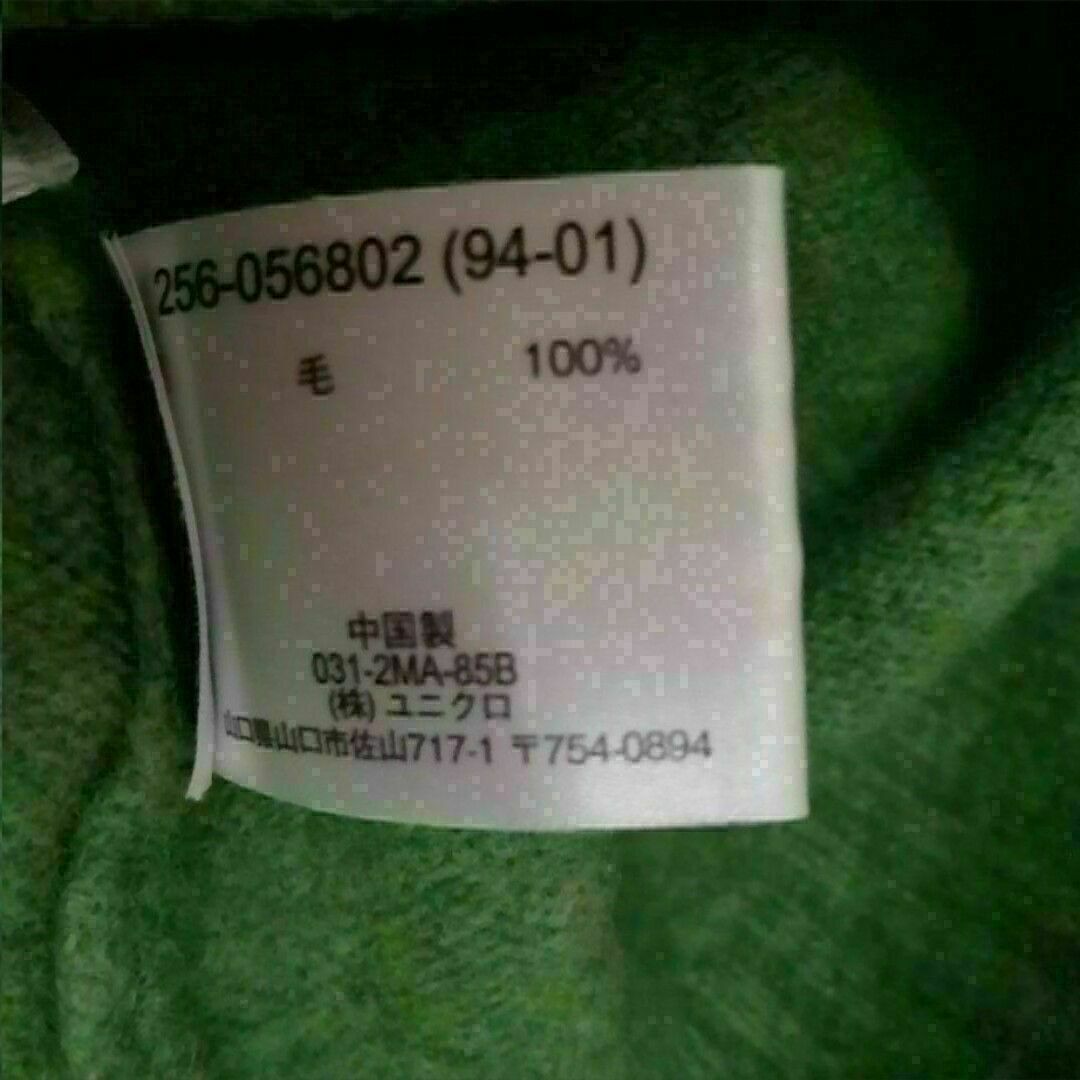 256-056802 (94-01)
毛 100%
中国製
031-2MA-85B
(株) ユニクロ
山口県山口市佐山717-1 〒754-0894